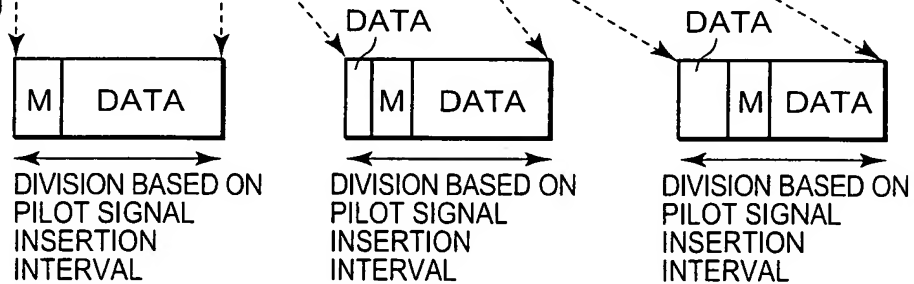 DATA
DATA
M DATA
M DATA
M DATA
DIVISION BASED ON
PILOT SIGNAL
INSERTION
INTERVAL
DIVISION BASED ON
PILOT SIGNAL
INSERTION
INTERVAL
DIVISION BASED ON
PILOT SIGNAL
INSERTION
INTERVAL